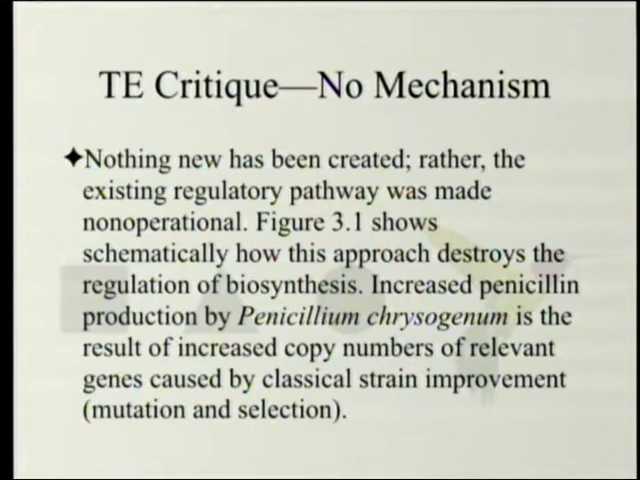 TE Critique—No Mechanism
✦Nothing new has been created; rather, the
existing regulatory pathway was made
nonoperational. Figure 3.1 shows
schematically how this approach destroys the
regulation of biosynthesis. Increased penicillin
production by Penicillium chrysogenum is the
result of increased copy numbers of relevant
genes caused by classical strain improvement
(mutation and selection).